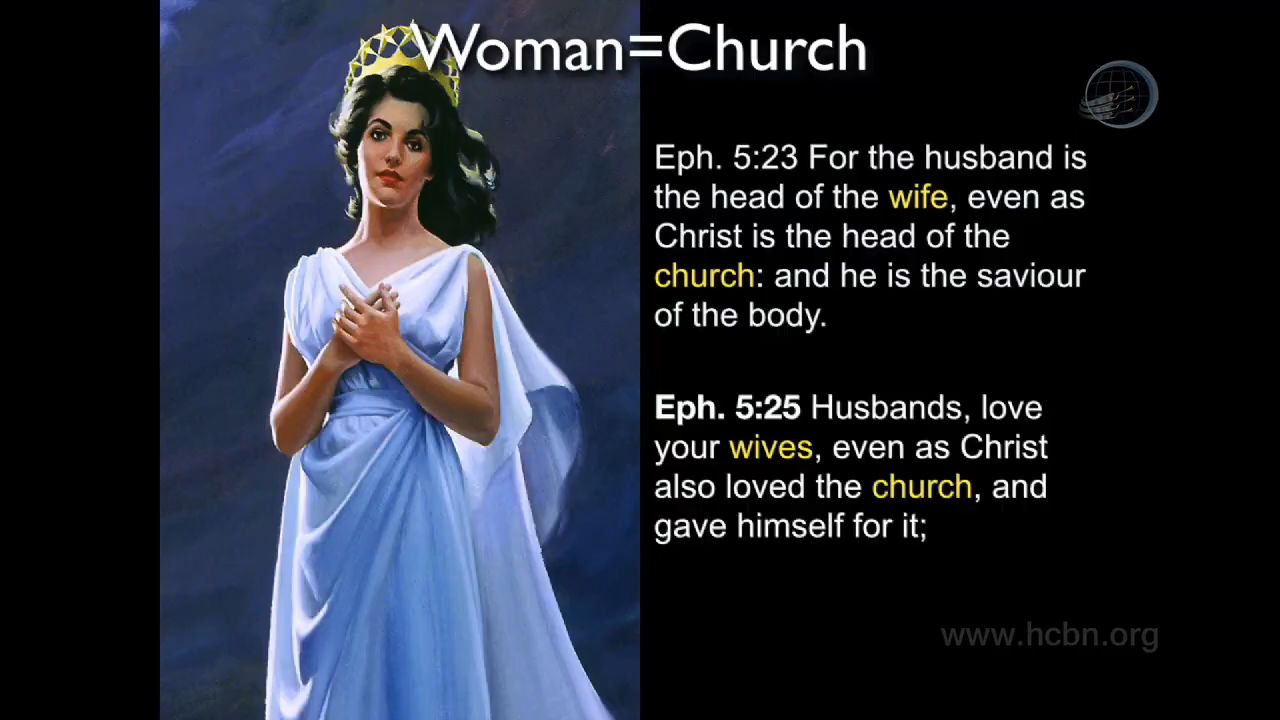 Woman=Church
Eph. 5:23 For the husband is
the head of the wife, even as
Christ is the head of the
church: and he is the saviour
of the body.
Eph. 5:25 Husbands, love
your wives, even as Christ
also loved the church, and
gave himself for it;
www.hcbn.org